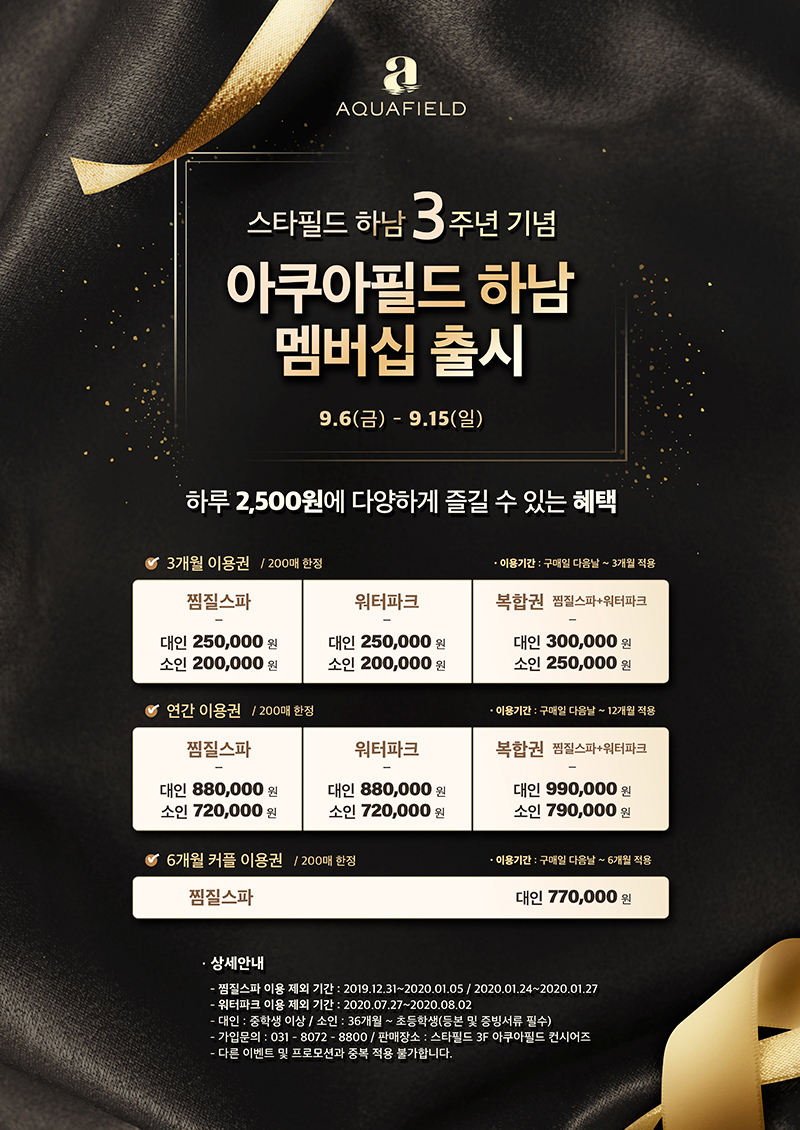 a
AQUAFIELD
스타필드 하남 3주년 기념
아쿠아필드 하남
멤버십 출시
9.6(금) - 9.15(일)
하루 2,500원에 다양하게 즐길 수 있는 혜택
3개월 이용권 / 200매 한정 · 이용기간 : 구매일 다음날 ~ 3개월 적용
찜질스파 워터파크 복합권 찜질스파+워터파크
대인 250,000 원 대인 250,000 원 대인 300,000 원
소인 200,000 원 소인 200,000 원 소인 250,000 원
연간 이용권 / 200매 한정 · 이용기간 : 구매일 다음날 ~ 12개월 적용
찜질스파 워터파크 복합권 찜질스파+워터파크
대인 880,000 원 대인 880,000 원 대인 990,000 원
소인 720,000 원 소인 720,000 원 소인 790,000 원
6개월 커플 이용권 / 200매 한정 · 이용기간 : 구매일 다음날 ~ 6개월 적용
찜질스파 대인 770,000 원
· 상세안내
- 찜질스파 이용 제외 기간 : 2019.12.31~2020.01.05 / 2020.01.24~2020.01.27
- 워터파크 이용 제외 기간 : 2020.07.27~2020.08.02
- 대인 : 중학생 이상 / 소인 : 36개월 ~ 초등학생(등본 및 증빙서류 필수)
- 가입문의 : 031 - 8072 - 8800 / 판매장소 : 스타필드 3F 아쿠아필드 컨시어즈
- 다른 이벤트 및 프로모션과 중복 적용 불가합니다.